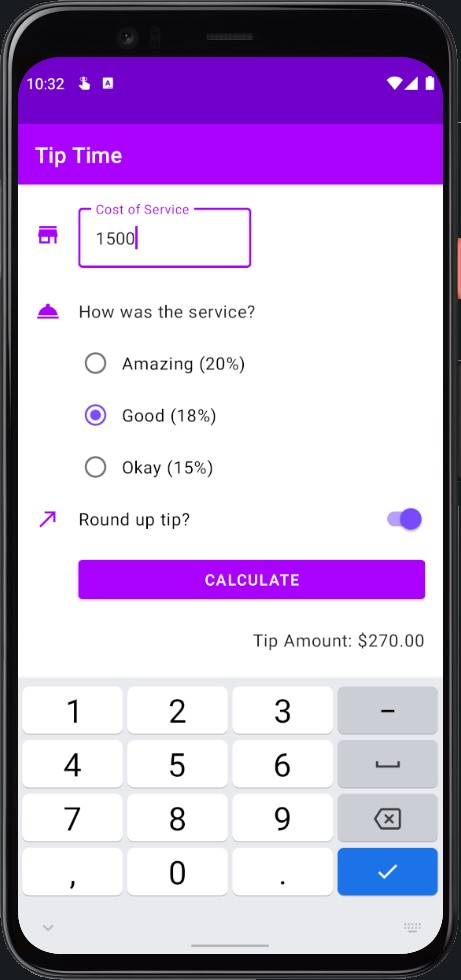 10:32
Tip Time
Cost of Service
1500
How was the service?
Amazing (20%)
Good (18%)
Okay (15%)
Round up tip?
CALCULATE
Tip Amount: $270.00
1 2 3 -
4 5 6
7 8 9
, 0 .